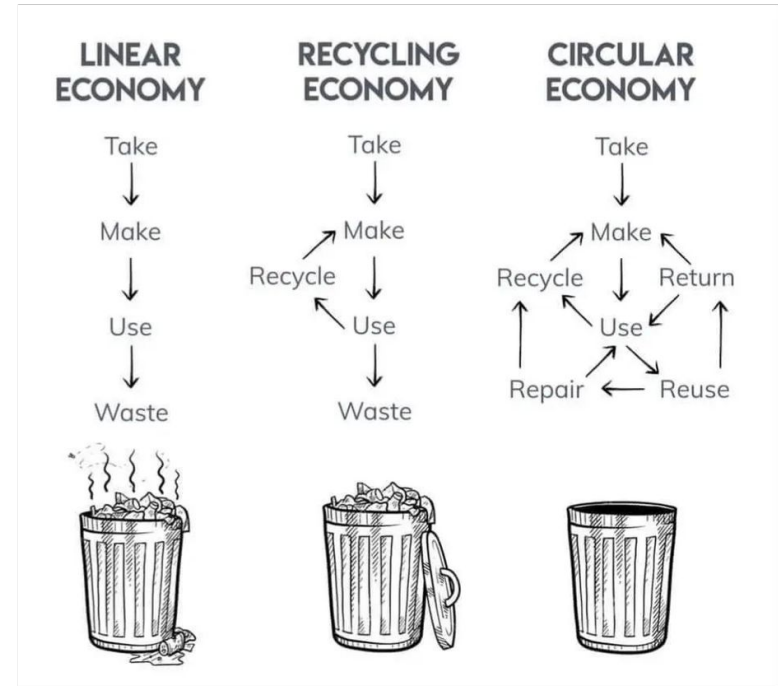 LINEAR
ECONOMY
Take
Make
Use
Waste
RECYCLING
ECONOMY
Take
Make
Recycle
Use
Waste
CIRCULAR
ECONOMY
Take
Make
Recycle
Return
Use
Repair
Reuse